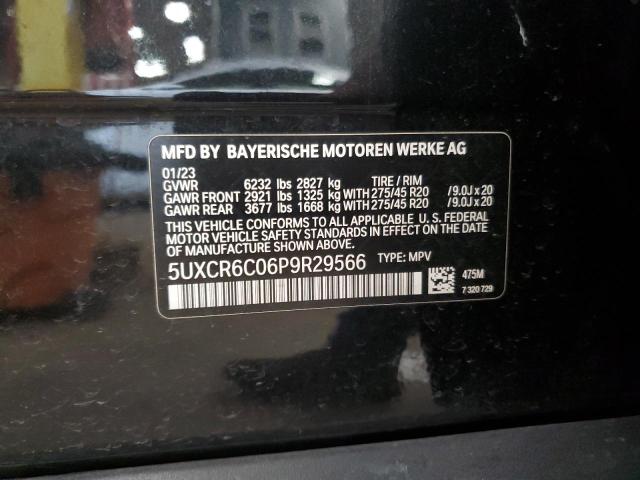 MFD BY BAYERISCHE MOTOREN WERKE AG
01/23
GVWR 6232 lbs 2827 kg TIRE / RIM
GAWR FRONT 2921 lbs 1325 kg WITH 275/45 R20 /9.0J x 20
GAWR REAR 3677 lbs 1668 kg WITH 275/45 R20 /9.0J x 20
THIS VEHICLE CONFORMS TO ALL APPLICABLE U. S. FEDERAL
MOTOR VEHICLE SAFETY STANDARDS IN EFFECT ON THE DATE
OF MANUFACTURE SHOWN ABOVE.
5UXCR6C06P9R29566 TYPE: MPV
475M
7 320 729